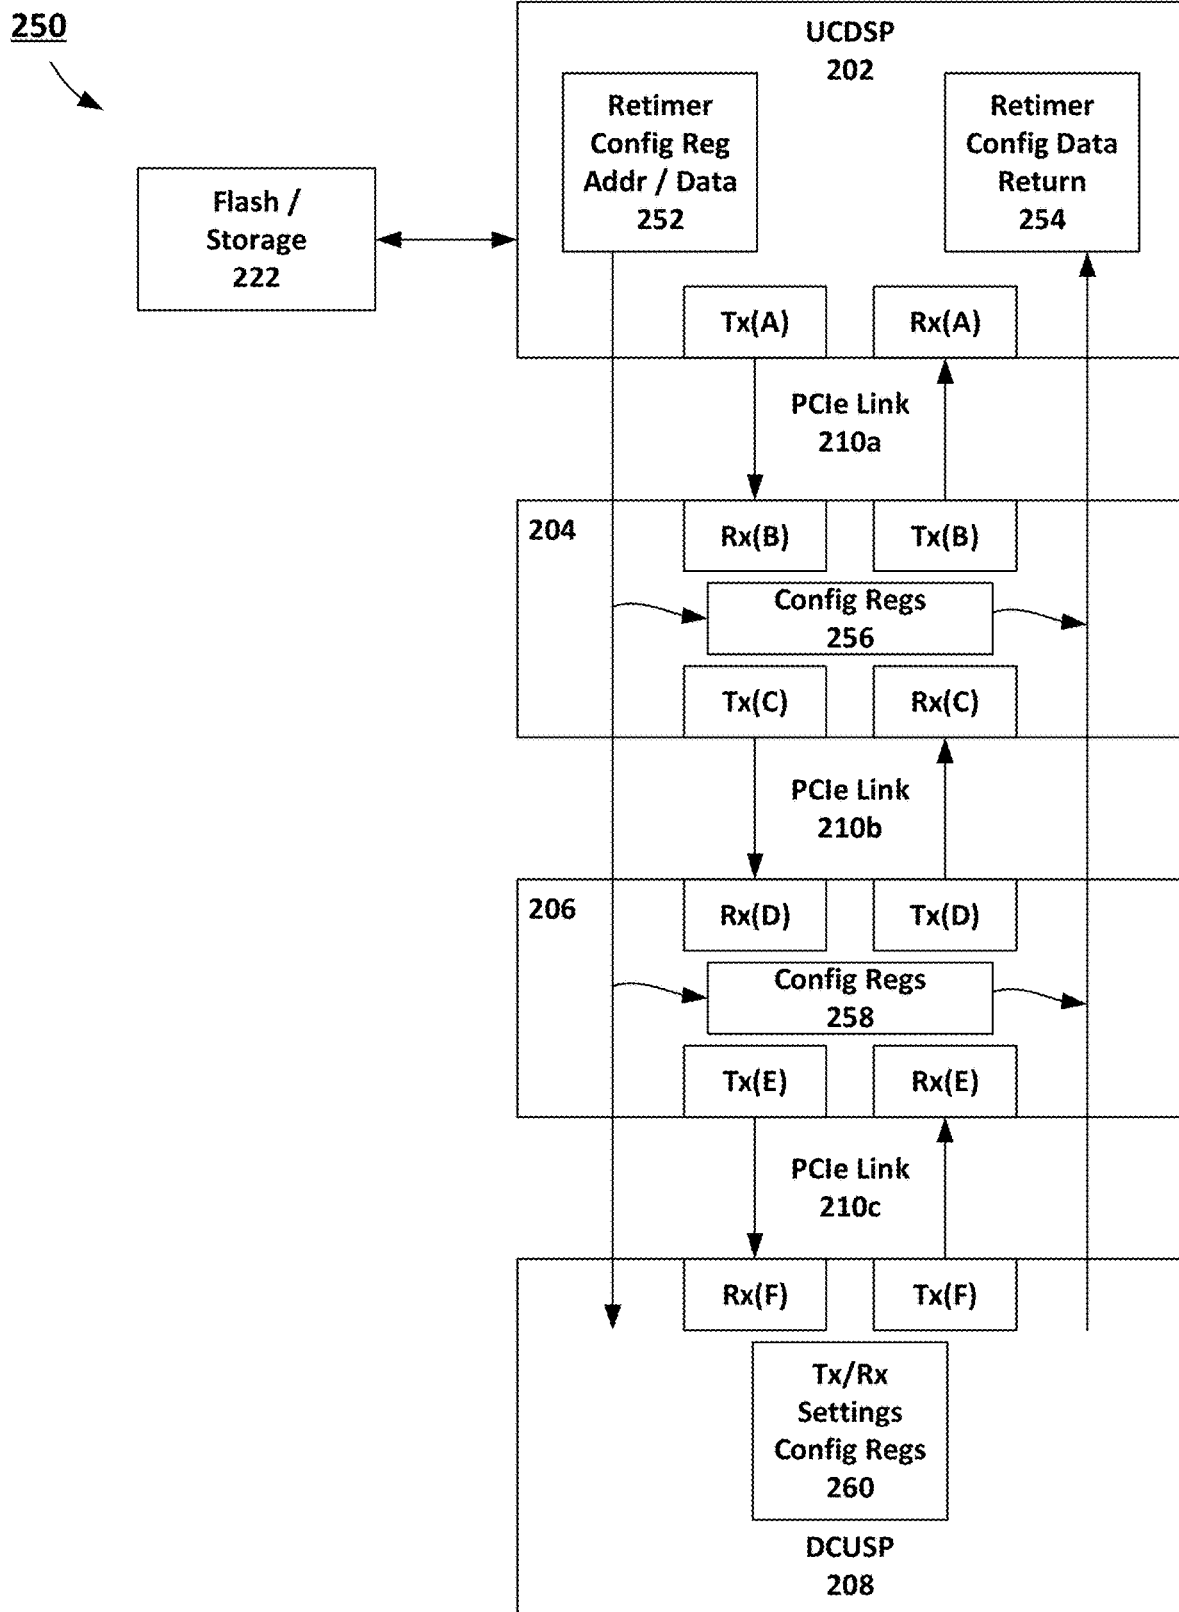 250
UCDSP
202
Retimer
Config Reg
Addr / Data
252
Retimer
Config Data
Return
254
Flash /
Storage
222
Tx(A)
Rx(A)
PCIe Link
210a
204
Rx(B)
Tx(B)
Config Regs
256
Tx(C)
Rx(C)
PCIe Link
210b
206
Rx(D)
Tx(D)
Config Regs
258
Tx(E)
Rx(E)
PCIe Link
210c
Rx(F)
Tx(F)
Tx/Rx
Settings
Config Regs
260
DCUSP
208